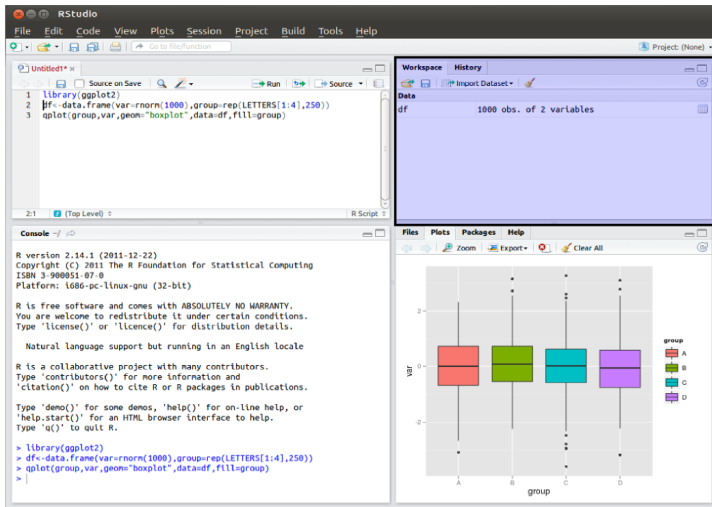 RStudio
File Edit Code View Plots Session Project Build Tools Help
Go to file/function
Project: (None)
Untitled1*
Source on Save
Run
Source
1 library(ggplot2)
2 df<-data.frame(var=rnorm(1000),group=rep(LETTERS[1:4],250))
3 qplot(group,var,geom="boxplot",data=df,fill=group)
2:1 (Top Level) R Script
Workspace History
Import Dataset
Data
df 1000 obs. of 2 variables
Console ~/
R version 2.14.1 (2011-12-22)
Copyright (C) 2011 The R Foundation for Statistical Computing
ISBN 3-900051-07-0
Platform: i686-pc-linux-gnu (32-bit)
R is free software and comes with ABSOLUTELY NO WARRANTY.
You are welcome to redistribute it under certain conditions.
Type 'license()' or 'licence()' for distribution details.
Natural language support but running in an English locale
R is a collaborative project with many contributors.
Type 'contributors()' for more information and
'citation()' on how to cite R or R packages in publications.
Type 'demo()' for some demos, 'help()' for on-line help, or
'help.start()' for an HTML browser interface to help.
Type 'q()' to quit R.
> library(ggplot2)
> df<-data.frame(var=rnorm(1000),group=rep(LETTERS[1:4],250))
> qplot(group,var,geom="boxplot",data=df,fill=group)
>
Files Plots Packages Help
Zoom Export Clear All
2
0
-2
var
A B C D
group
group
A
B
C
D